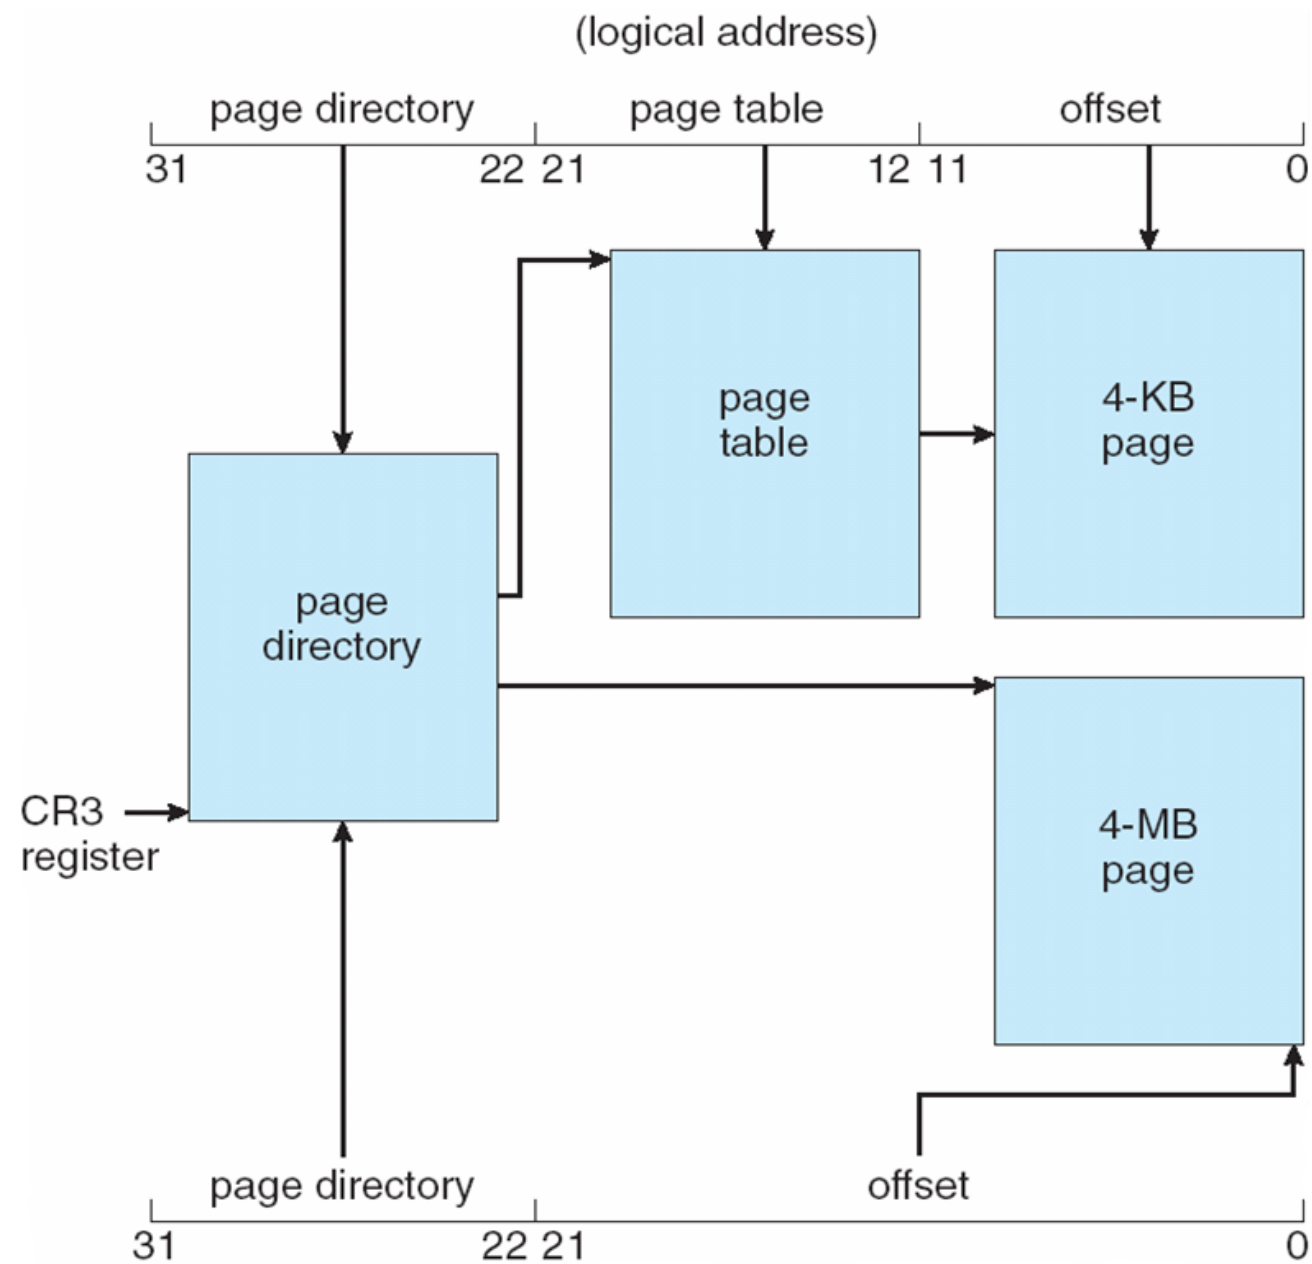 (logical address)
page directory page table offset
31 22 21 12 11 0
page
table
4-KB
page
page
directory
CR3
register
4-MB
page
page directory offset
31 22 21 0